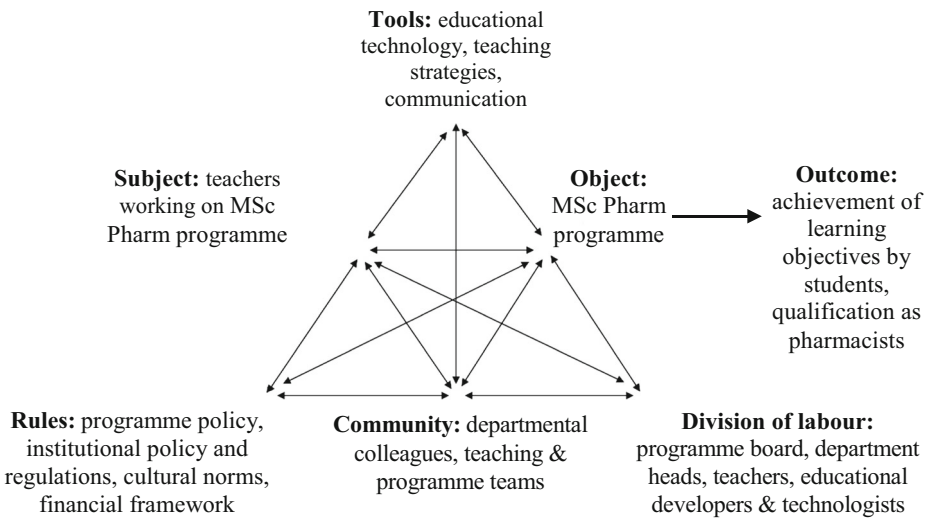 Tools: educational
technology, teaching
strategies,
communication
Subject: teachers
working on MSc
Pharm programme
Object:
MSc Pharm
programme
Outcome:
achievement of
learning
objectives by
students,
qualification as
pharmacists
Rules: programme policy,
institutional policy and
regulations, cultural norms,
financial framework
Community: departmental
colleagues, teaching &
programme teams
Division of labour:
programme board, department
heads, teachers, educational
developers & technologists